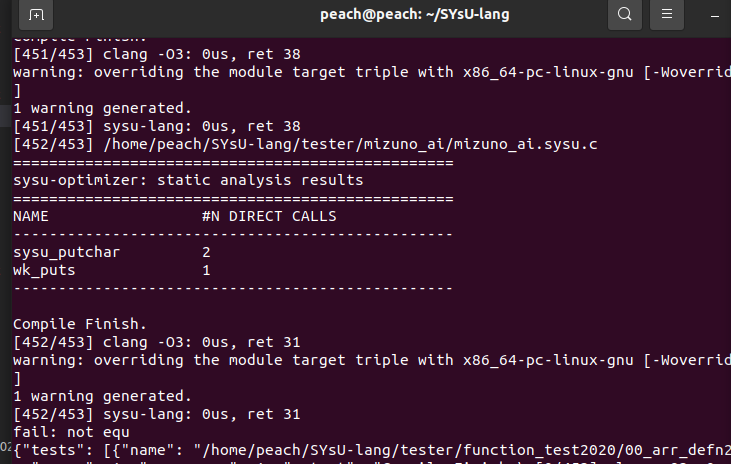 peach@peach: ~/SYsU-lang
Compile Finish.
[451/453] clang -O3: 0us, ret 38
warning: overriding the module target triple with x86_64-pc-linux-gnu [-Woverrid
]
1 warning generated.
[451/453] sysu-lang: 0us, ret 38
[452/453] /home/peach/SYsU-lang/tester/mizuno_ai/mizuno_ai.sysu.c
=================================================
sysu-optimizer: static analysis results
=================================================
NAME                 #N DIRECT CALLS
-------------------------------------------------
sysu_putchar         2
wk_puts              1
-------------------------------------------------
Compile Finish.
[452/453] clang -O3: 0us, ret 31
warning: overriding the module target triple with x86_64-pc-linux-gnu [-Woverrid
]
1 warning generated.
[452/453] sysu-lang: 0us, ret 31
fail: not equ
{"tests": [{"name": "/home/peach/SYsU-lang/tester/function_test2020/00_arr_defn2